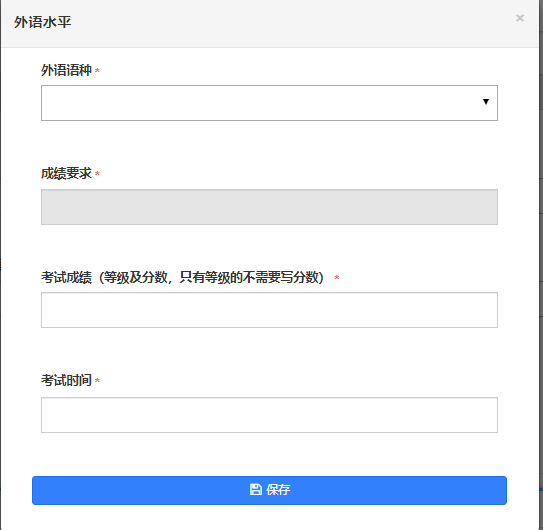 外语水平
×
外语语种 *
成绩要求 *
考试成绩（等级及分数，只有等级的不需要写分数） *
考试时间 *
保存